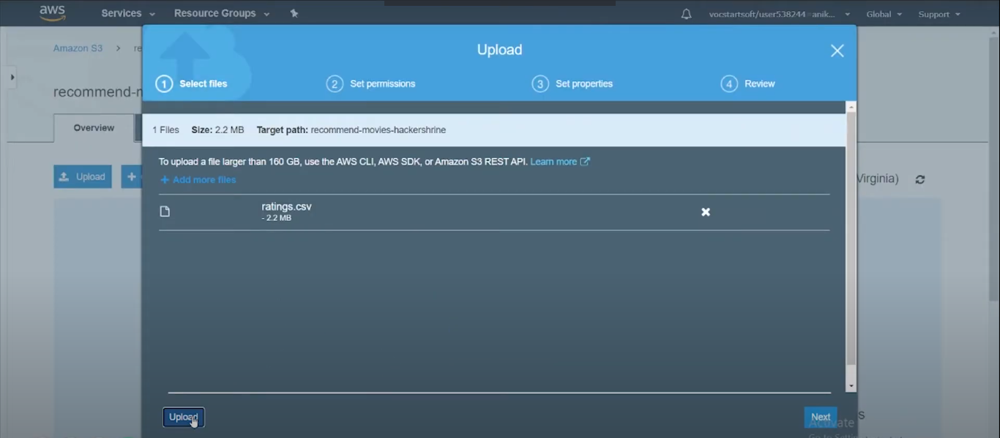 aws Services Resource Groups vocstartsoft/user538244=anik... Global Support
Amazon S3 > re
Upload
1 Select files 2 Set permissions 3 Set properties 4 Review
recommend-n
Overview
1 Files Size: 2.2 MB Target path: recommend-movies-hackershrine
To upload a file larger than 160 GB, use the AWS CLI, AWS SDK, or Amazon S3 REST API. Learn more
+ Add more files
Upload +
Virginia)
ratings.csv
- 2.2 MB
Upload
Next
s
Activate